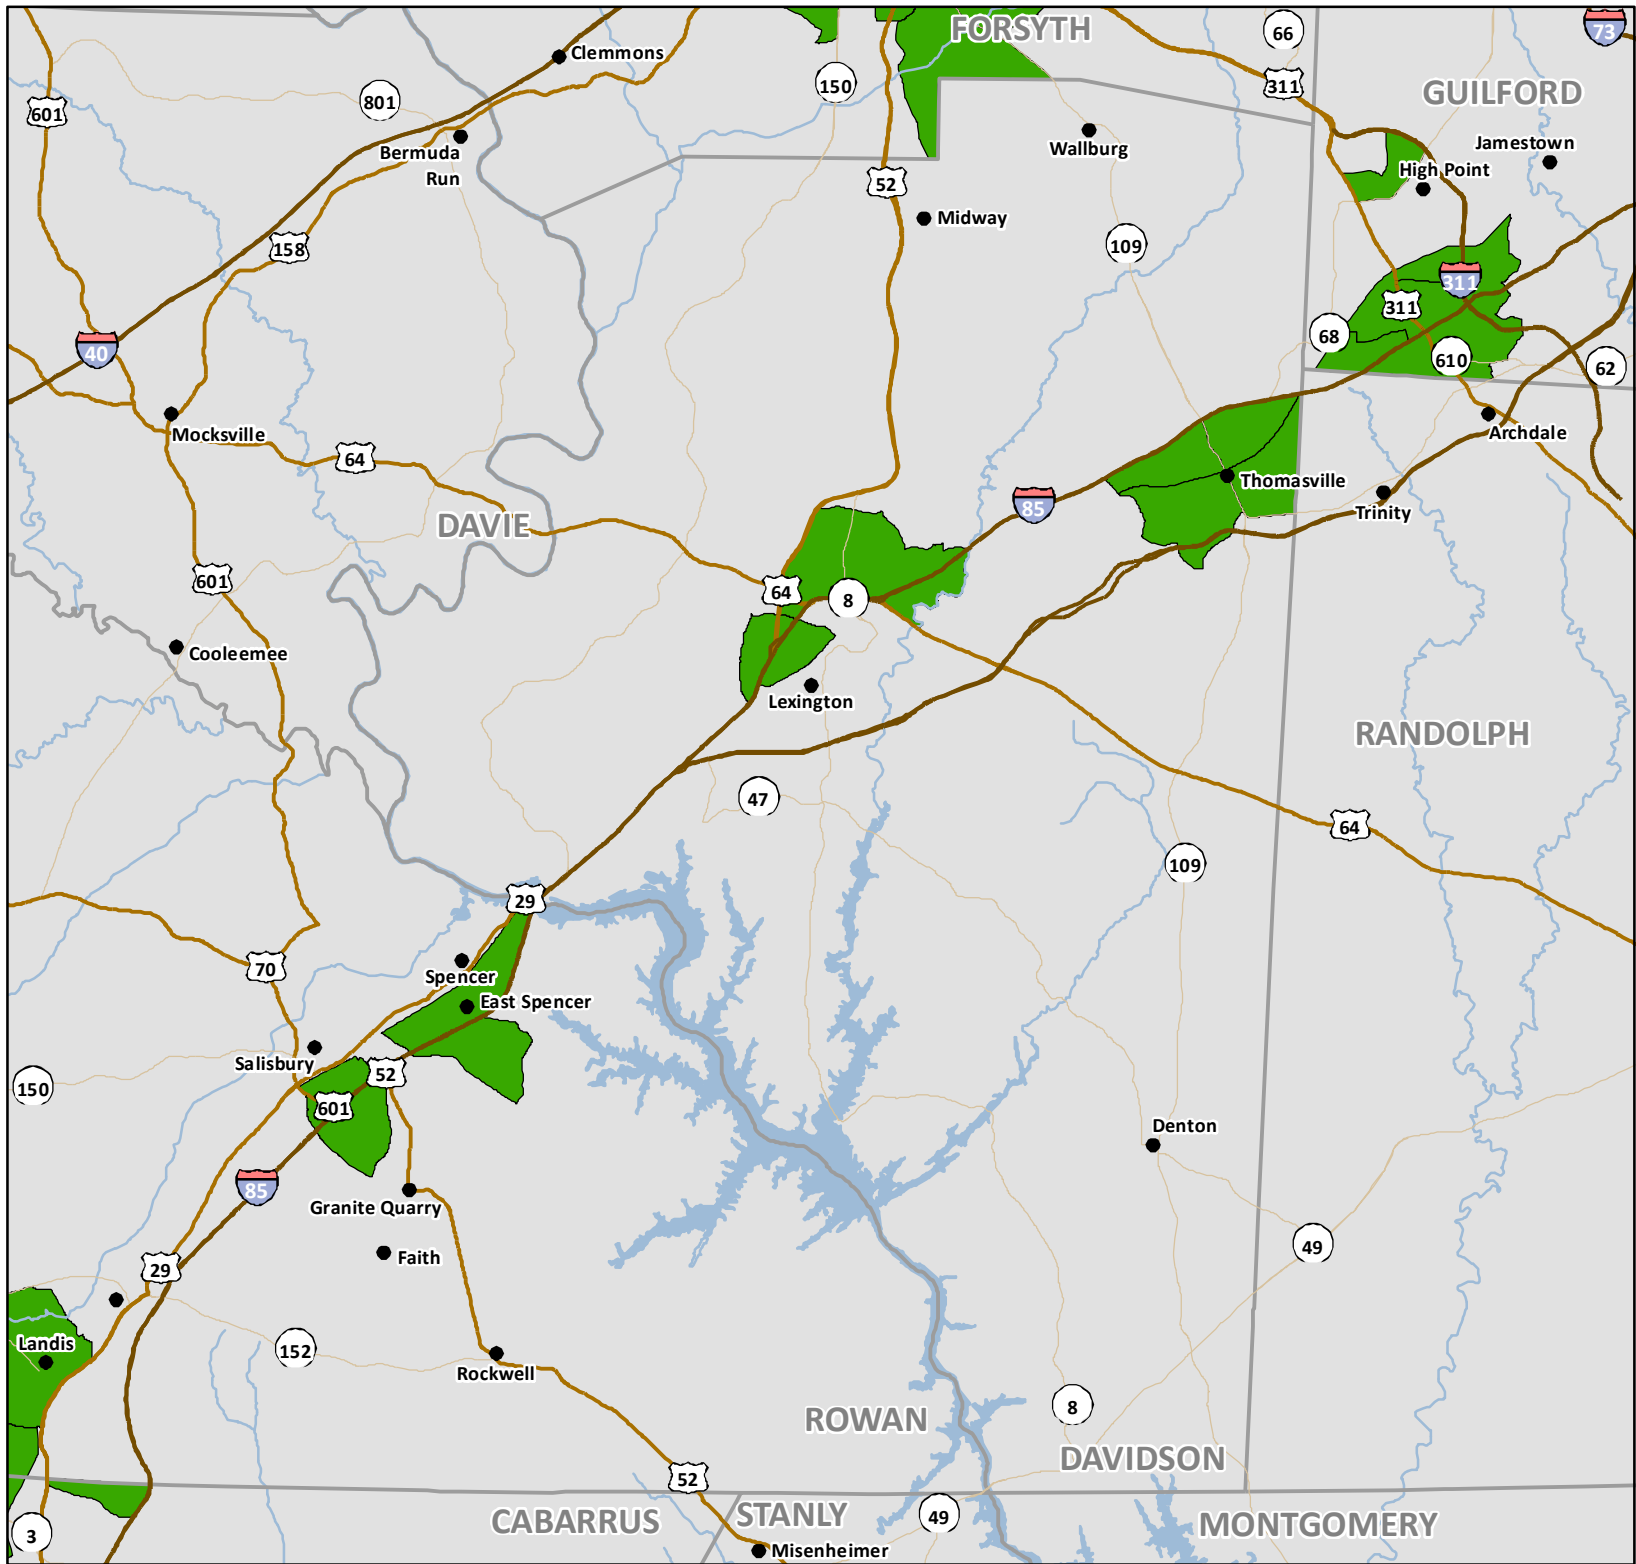 FORSYTH
66
73
Clemmons
150
311
601
801
GUILFORD
Wallburg
Jamestown
Bermuda
Run
High Point
52
Midway
109
158
311
311
68
40
610
62
Mocksville
Archdale
64
Thomasville
85
Trinity
DAVIE
601
64
8
Cooleemee
Lexington
RANDOLPH
47
64
109
29
70
Spencer
East Spencer
Salisbury
52
150
601
Denton
85
Granite Quarry
49
Faith
29
Landis
152
Rockwell
8
ROWAN
DAVIDSON
52
CABARRUS
STANLY
49
MONTGOMERY
3
Misenheimer